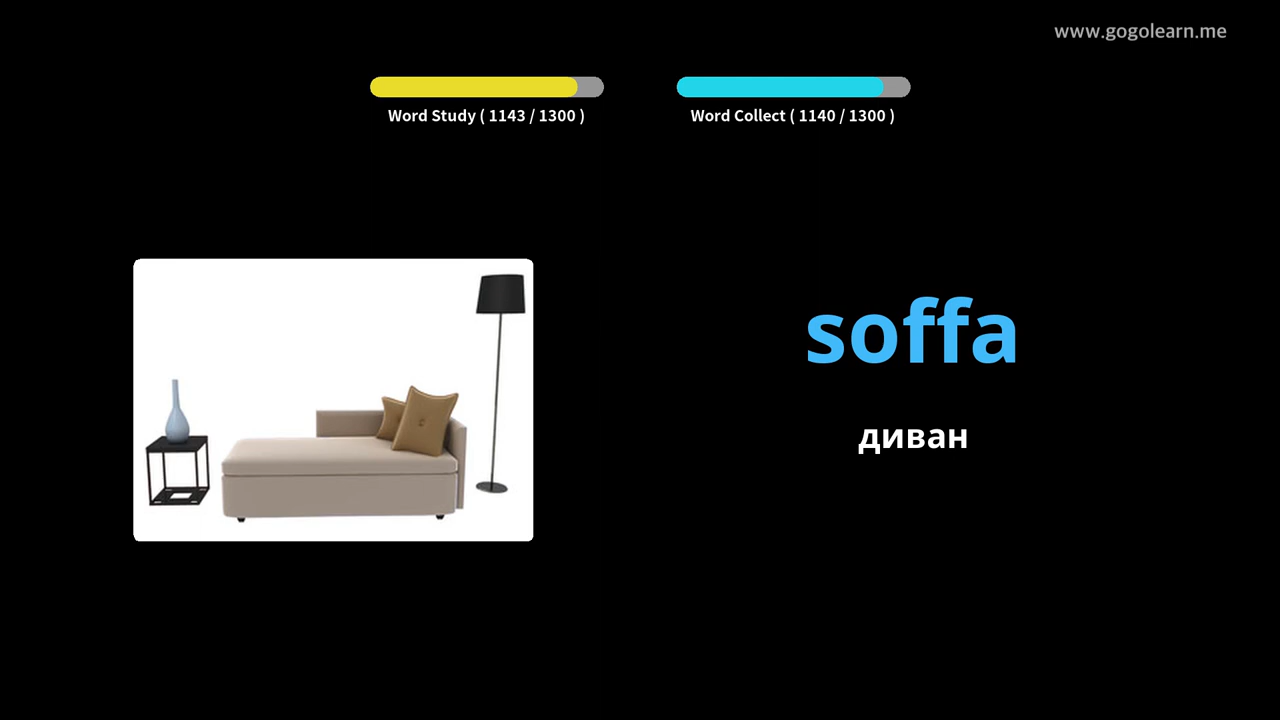 www.gogolearn.me
Word Study ( 1143 / 1300 )
Word Collect ( 1140 / 1300 )
soffa
диван